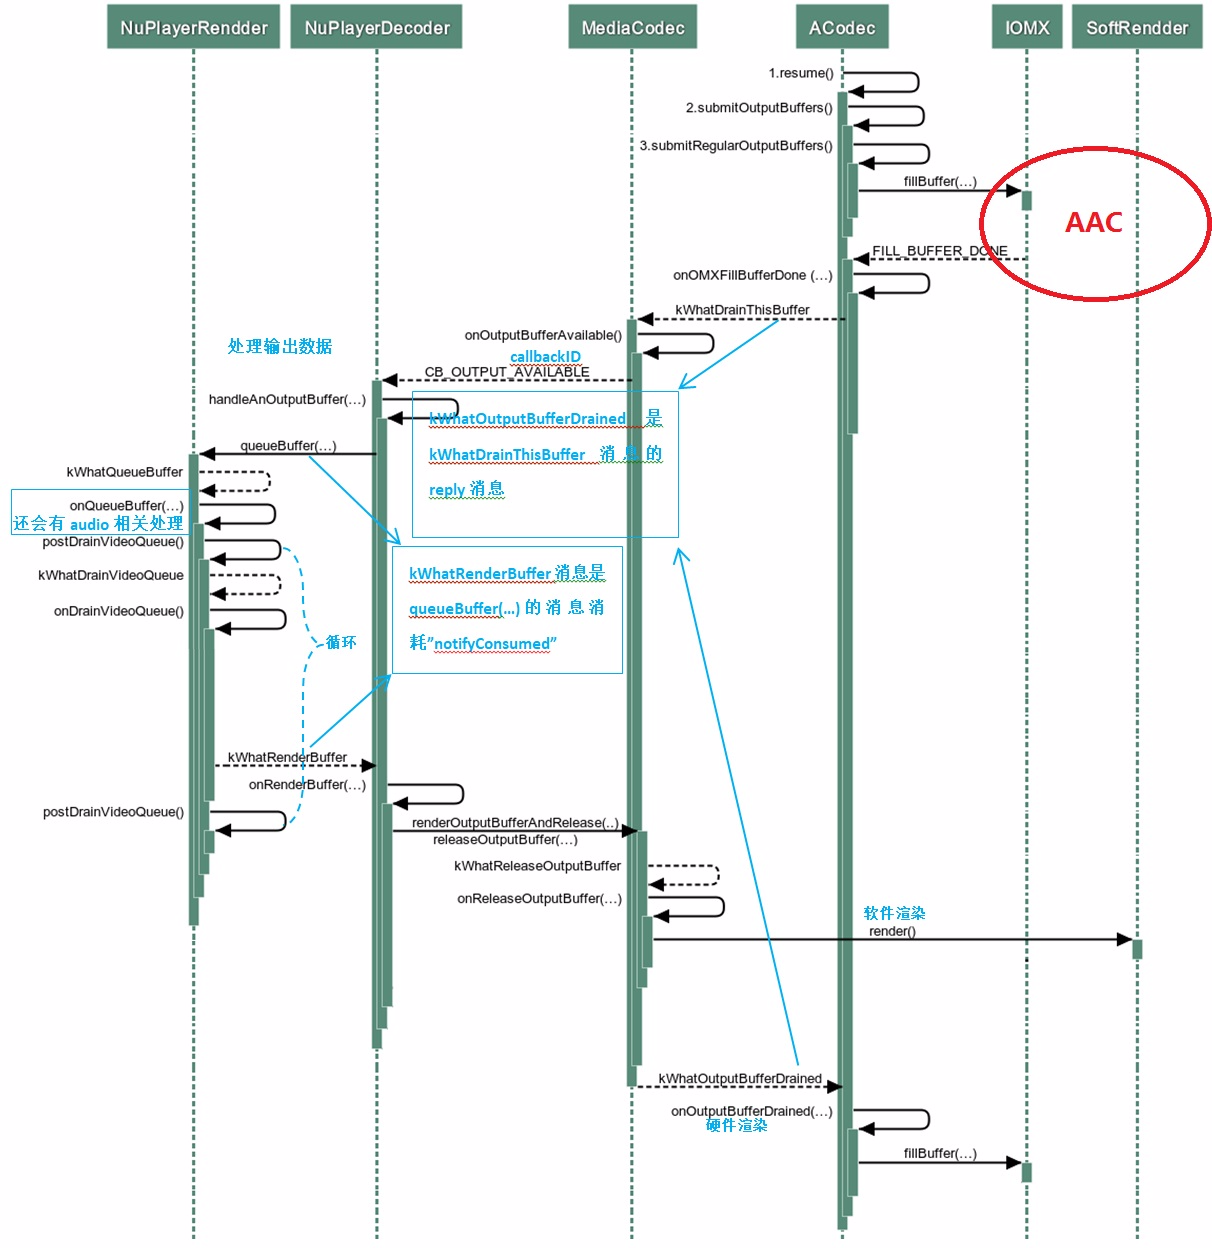 NuPlayerRendder
NuPlayerDecoder
MediaCodec
ACodec
IOMX
SoftRendder
1.resume()
2.submitOutputBuffers()
3.submitRegularOutputBuffers()
fillBuffer(…)
AAC
FILL_BUFFER_DONE
onOMXFillBufferDone (…)
kWhatDrainThisBuffer
onOutputBufferAvailable()
处理输出数据
callbackID
CB_OUTPUT_AVAILABLE
handleAnOutputBuffer(…)
kWhatOutputBufferDrained 是
kWhatDrainThisBuffer 消息的
reply 消息
queueBuffer(…)
kWhatQueueBuffer
onQueueBuffer(…)
还会有 audio 相关处理
postDrainVideoQueue()
kWhatDrainVideoQueue
onDrainVideoQueue()
循环
kWhatRenderBuffer 消息是
queueBuffer(…) 的消息消
耗”notifyConsumed”
kWhatRenderBuffer
onRenderBuffer(…)
postDrainVideoQueue()
renderOutputBufferAndRelease(..)
releaseOutputBuffer(…)
kWhatReleaseOutputBuffer
onReleaseOutputBuffer(…)
软件渲染
render()
kWhatOutputBufferDrained
onOutputBufferDrained(…)
硬件渲染
fillBuffer(…)